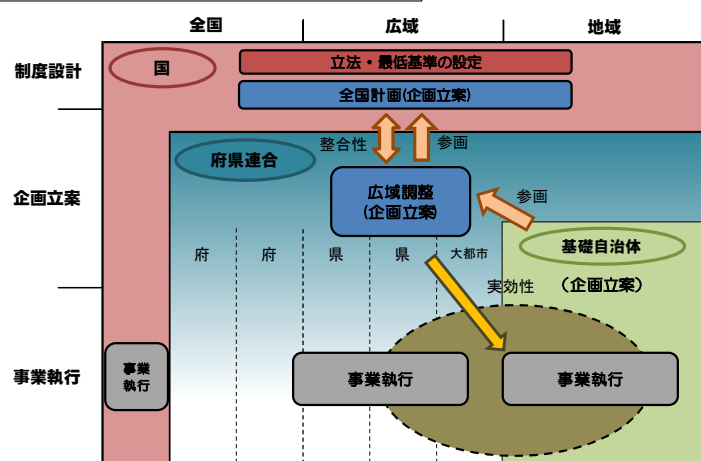 全国
広域
地域
制度設計
国
立法・最低基準の設定
全国計画(企画立案)
整合性
参画
府県連合
企画立案
広域調整
(企画立案)
参画
府
府
県
県
大都市
基礎自治体
(企画立案)
実効性
事業執行
事業
執行
事業執行
事業執行